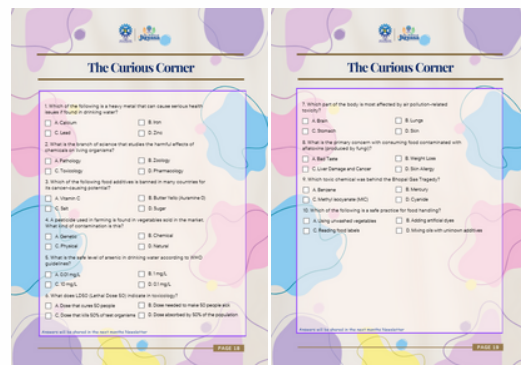 The Curious Corner
1. Which of the following is a heavy metal that can cause serious health
issues if found in drinking water?
A. Calcium
B. Iron
C. Lead
D. Zinc
2. What is the branch of science that studies the harmful effects of
chemicals on living organisms?
A. Pathology
B. Zoology
C. Toxicology
D. Pharmacology
3. Which of the following food additives is banned in many countries for
its cancer-causing potential?
A. Vitamin C
B. Butter Yello (Auramine O)
C. Salt
D. Sugar
4. A pesticide used in farming is found in vegetables sold in the market.
What kind of contamination is this?
A. Genetic
B. Chemical
C. Physical
D. Natural
5. What is the safe level of arsenic in drinking water according to WHO
guidelines?
A. 0.01 mg/L
B. 1 mg/L
C. 10 mg/L
D. 0.1 mg/L
6. What does LD50 (Lethal Dose 50) indicate in toxicology?
A. Dose that cures 50 people
B. Dose needed to make 50 people sick
C. Dose that kills 50% of test organisms
D. Dose absorbed by 50% of the population
Answers will be shared in the next months Newsletter
PAGE 18
The Curious Corner
7. Which part of the body is most affected by air pollution-related
toxicity?
A. Brain
B. Lungs
C. Stomach
D. Skin
8. What is the primary concern with consuming food contaminated with
aflatoxins (produced by fungi)?
A. Bad Taste
B. Weight Loss
C. Liver Damage and Cancer
D. Skin Allergy
9. Which toxic chemical was behind the Bhopal Gas Tragedy?
A. Benzene
B. Mercury
C. Methyl isocyanate (MIC)
D. Cyanide
10. Which of the following is a safe practice for food handling?
A. Using unwashed vegetables
B. Adding artificial dyes
C. Reading food labels
D. Mixing oils with unknown additives
Answers will be shared in the next months Newsletter
PAGE 19